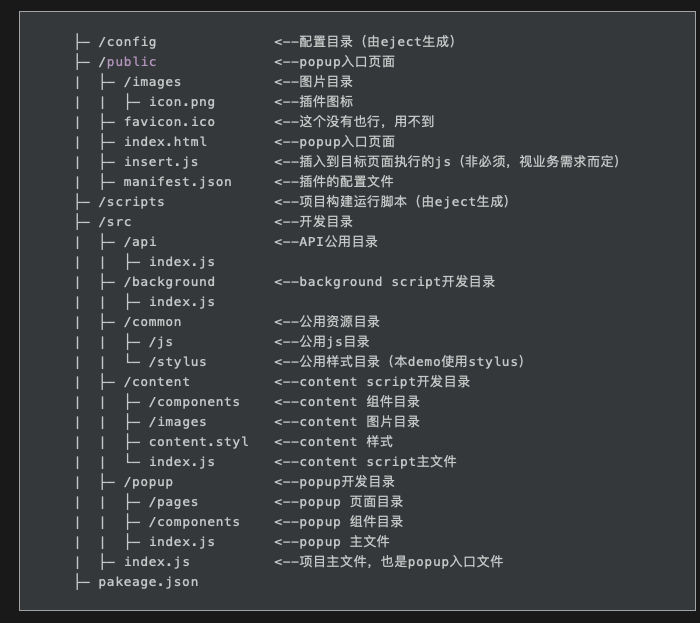 ├─ /config              <--配置目录（由eject生成）
├─ /public              <--popup入口页面
|  ├─ /images           <--图片目录
|  |  ├─ icon.png       <--插件图标
|  ├─ favicon.ico       <--这个没有也行，用不到
|  ├─ index.html        <--popup入口页面
|  ├─ insert.js         <--插入到目标页面执行的js（非必须，视业务需求而定）
|  ├─ manifest.json     <--插件的配置文件
├─ /scripts             <--项目构建运行脚本（由eject生成）
├─ /src                 <--开发目录
|  ├─ /api              <--API公用目录
|  |  ├─ index.js
|  ├─ /background       <--background script开发目录
|  |  ├─ index.js
|  ├─ /common           <--公用资源目录
|  |  ├─ /js            <--公用js目录
|  |  └─ /stylus        <--公用样式目录（本demo使用stylus）
|  ├─ /content          <--content script开发目录
|  |  ├─ /components    <--content 组件目录
|  |  ├─ /images        <--content 图片目录
|  |  ├─ content.styl   <--content 样式
|  |  └─ index.js       <--content script主文件
|  ├─ /popup            <--popup开发目录
|  |  ├─ /pages         <--popup 页面目录
|  |  ├─ /components    <--popup 组件目录
|  |  ├─ index.js       <--popup 主文件
|  ├─ index.js          <--项目主文件，也是popup入口文件
├─ pakeage.json